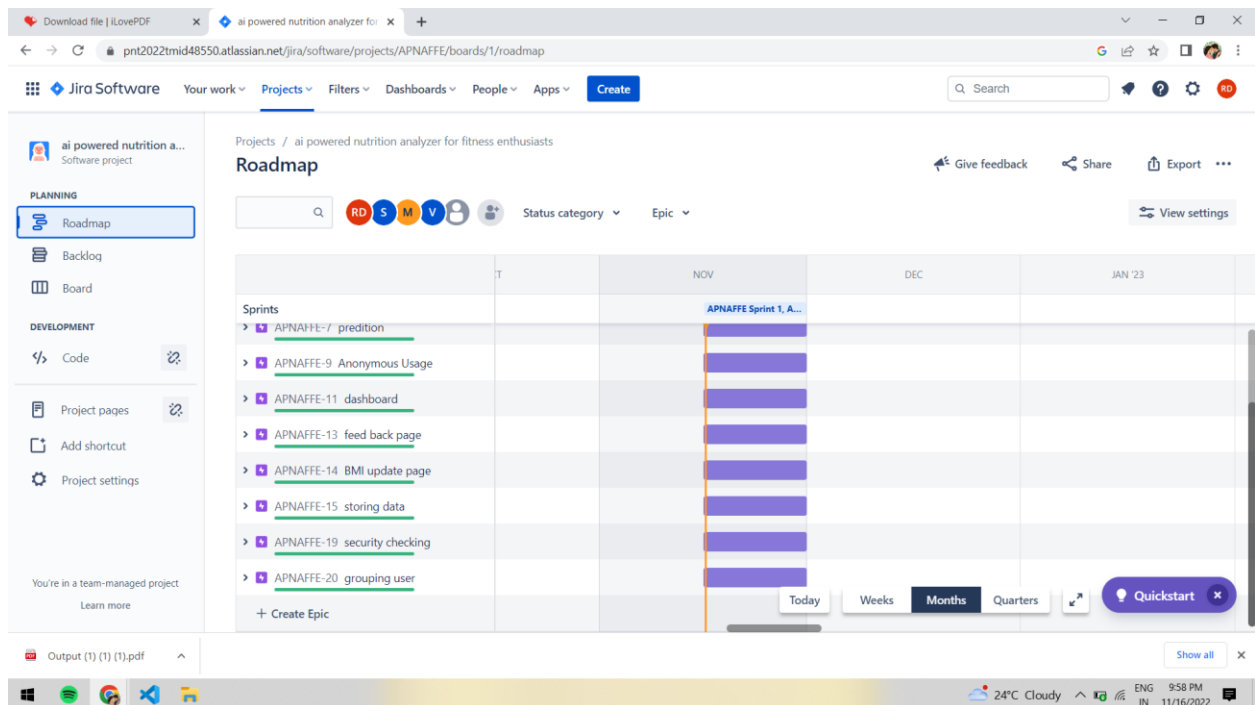 Download file | iLovePDF
ai powered nutrition analyzer for
pnt2022tmid48550.atlassian.net/jira/software/projects/APNAFFE/boards/1/roadmap
Jira Software Your work Projects Filters Dashboards People Apps Create Search RD
ai powered nutrition a...
Software project
PLANNING
Roadmap
Backlog
Board
DEVELOPMENT
Code
Project pages
Add shortcut
Project settings
You're in a team-managed project
Learn more
Projects / ai powered nutrition analyzer for fitness enthusiasts
Roadmap
Give feedback Share Export
RD S M V Status category Epic View settings
T NOV DEC JAN '23
Sprints APNAFFE Sprint 1, A...
APNAFFE-7 predition
APNAFFE-9 Anonymous Usage
APNAFFE-11 dashboard
APNAFFE-13 feed back page
APNAFFE-14 BMI update page
APNAFFE-15 storing data
APNAFFE-19 security checking
APNAFFE-20 grouping user
+ Create Epic
Today Weeks Months Quarters Quickstart
Output (1) (1) (1).pdf Show all
24°C Cloudy
ENG
IN
9:58 PM
11/16/2022